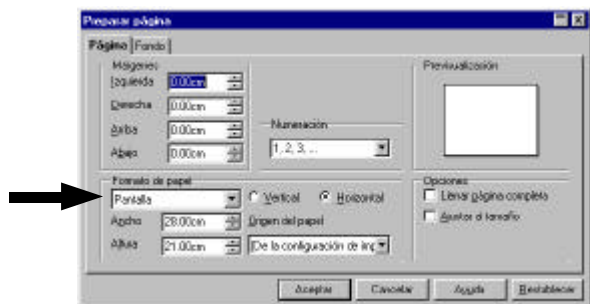 Preparar página
Página Fondo
Márgenes
Izquierda 0.00cm
Derecha 0.00cm
Arriba 0.00cm
Abajo 0.00cm
Numeración
1, 2, 3, ...
Previsualización
Formato de papel
Pantalla Vertical Horizontal
Ancho 28.00cm Origen del papel
Altura 21.00cm [De la configuración de imp
Opciones
Llenar página completa
Ajustar al tamaño
Aceptar Cancelar Ayuda Restablecer